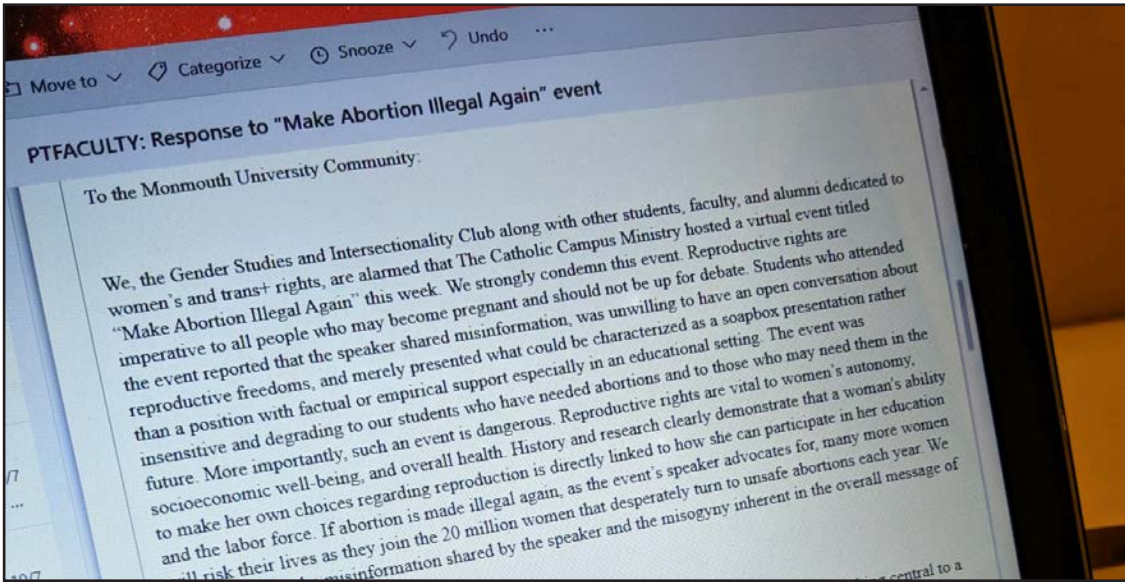 Move to Categorize Snooze Undo ...
PTFACULTY: Response to "Make Abortion Illegal Again" event
To the Monmouth University Community:
We, the Gender Studies and Intersectionality Club along with other students, faculty, and alumni dedicated to
women's and trans+ rights, are alarmed that The Catholic Campus Ministry hosted a virtual event titled
"Make Abortion Illegal Again" this week. We strongly condemn this event. Reproductive rights are
imperative to all people who may become pregnant and should not be up for debate. Students who attended
the event reported that the speaker shared misinformation, was unwilling to have an open conversation about
reproductive freedoms, and merely presented what could be characterized as a soapbox presentation rather
than a position with factual or empirical support especially in an educational setting. The event was
insensitive and degrading to our students who have needed abortions and to those who may need them in the
future. More importantly, such an event is dangerous. Reproductive rights are vital to women's autonomy,
socioeconomic well-being, and overall health. History and research clearly demonstrate that a woman's ability
to make her own choices regarding reproduction is directly linked to how she can participate in her education
and the labor force. If abortion is made illegal again, as the event's speaker advocates for, many more women
risk their lives as they join the 20 million women that desperately turn to unsafe abortions each year. We
misinformation shared by the speaker and the misogyny inherent in the overall message of
central to a